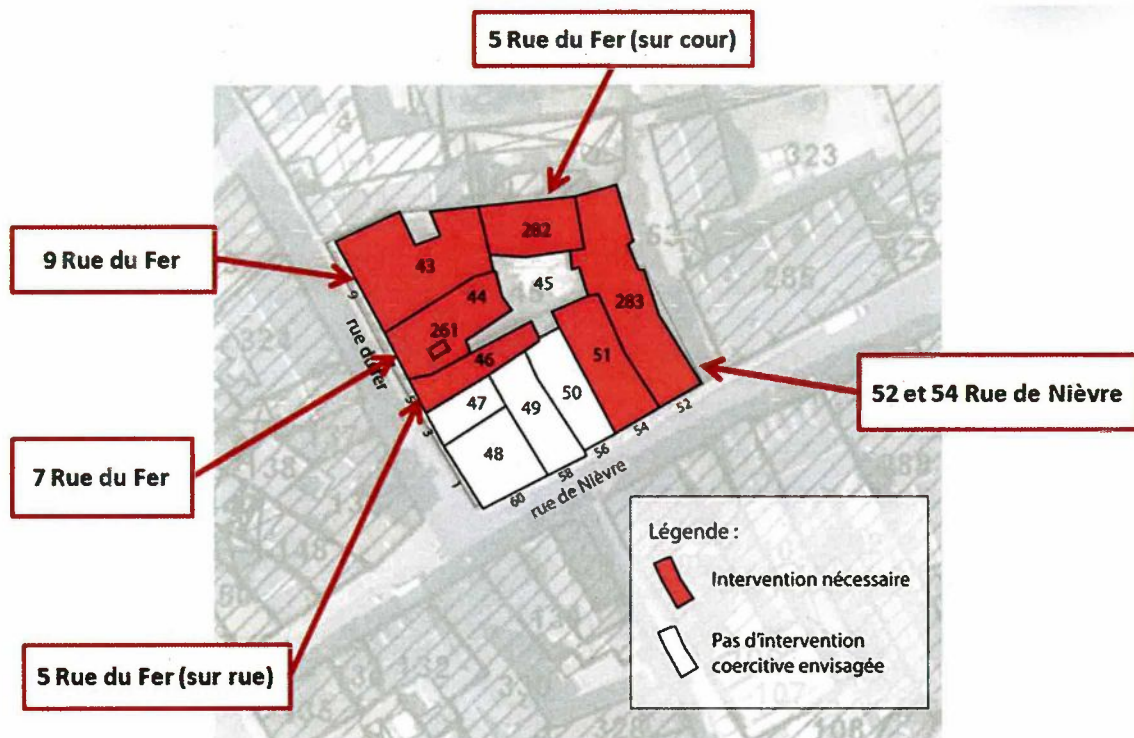 5 Rue du Fer (sur cour)
323
282
9 Rue du Fer
43
45
285
9
44
283
rue du Fer
261
46
51
5
50
52 et 54 Rue de Nièvre
47
49
52
3
54
48
56
7 Rue du Fer
58
1
60
rue de Nièvre
Légende :
Intervention nécessaire
Pas d'intervention
coercitive envisagée
5 Rue du Fer (sur rue)
107